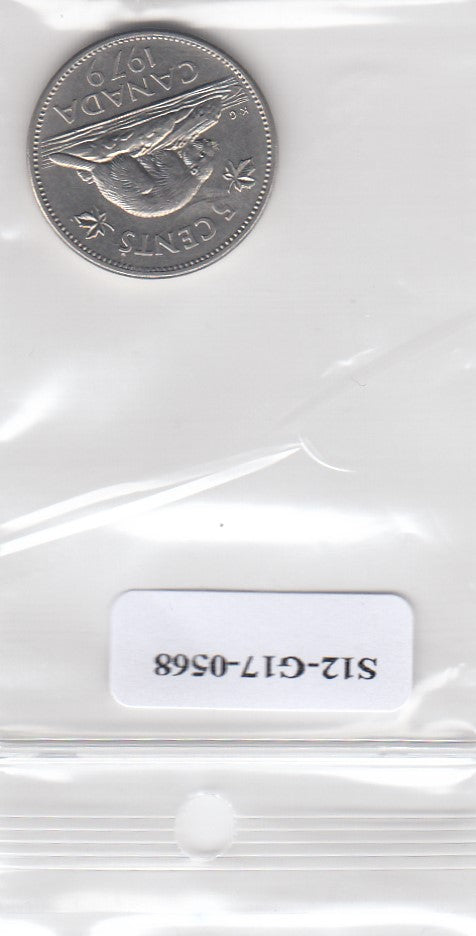 S12-G17-0568
5 CENTS
K G
CANADA
1979